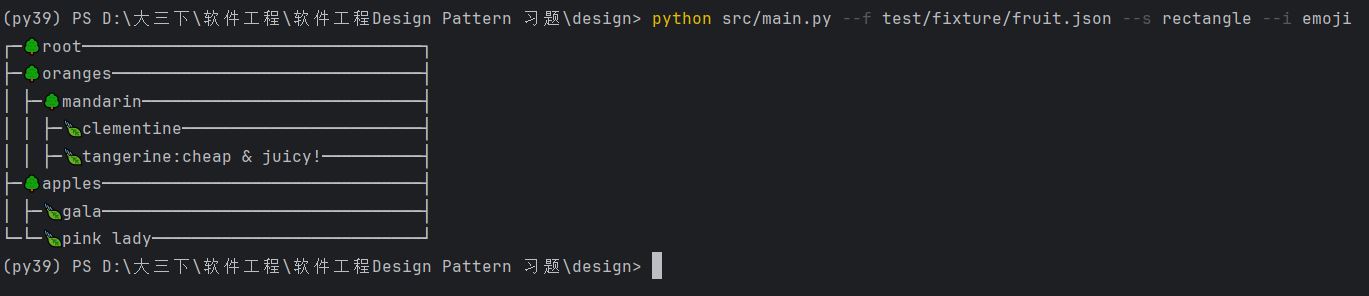 (py39) PS D:\大三下\软件工程\软件工程Design Pattern 习题\design> python src/main.py --f test/fixture/fruit.json --s rectangle --i emoji
┌─🌳root──────────────────────────────────┐
├─🌳oranges───────────────────────────────┤
│ ├─🌳mandarin────────────────────────────┤
│ │ ├─🍃clementine────────────────────────┤
│ │ ├─🍃tangerine:cheap & juicy!──────────┤
├─🌳apples────────────────────────────────┤
│ ├─🍃gala────────────────────────────────┤
└─└─🍃pink lady───────────────────────────┘
(py39) PS D:\大三下\软件工程\软件工程Design Pattern 习题\design>